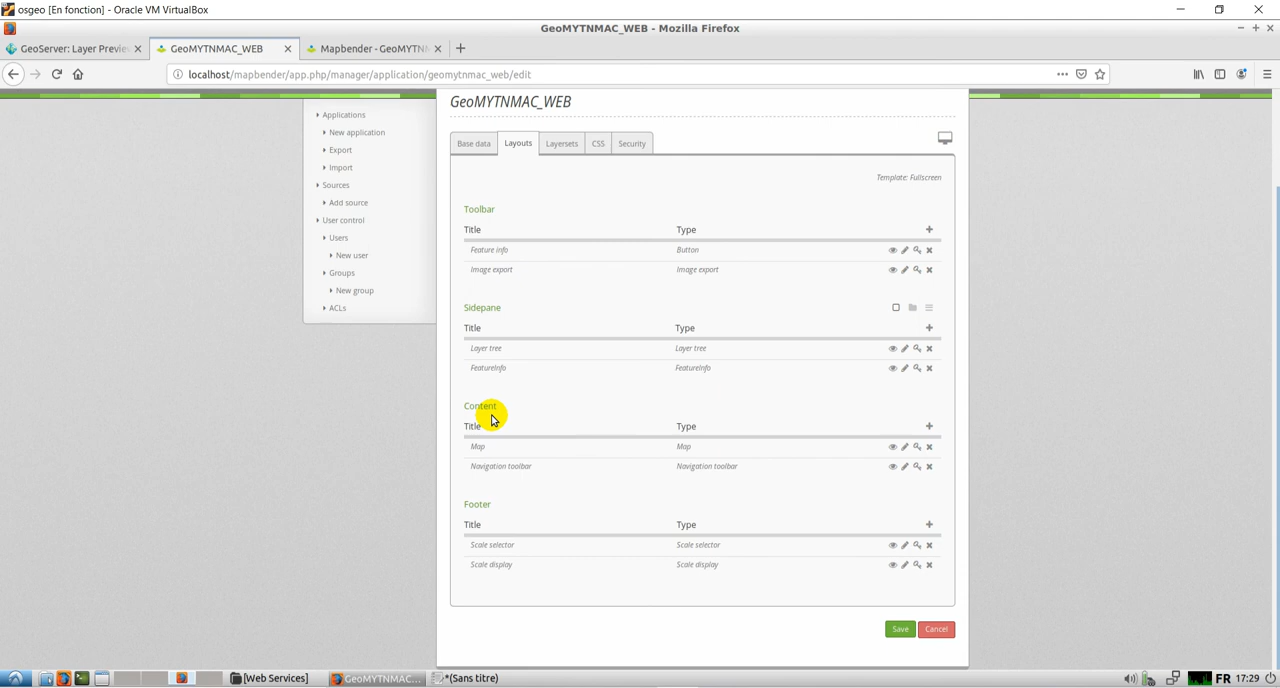 osgeo [En fonction] - Oracle VM VirtualBox
GeoMYTNMAC_WEB - Mozilla Firefox
GeoServer: Layer Previe
GeoMYTNMAC_WEB
Mapbender - GeoMYTN
localhost/mapbender/app.php/manager/application/geomytnmac_web/edit
Applications
New application
Export
Import
Sources
Add source
User control
Users
New user
Groups
New group
ACLs
GeoMYTNMAC_WEB
Base data Layouts Layersets CSS Security
Template: Fullscreen
Toolbar
Title Type
Feature info Button
Image export Image export
Sidepane
Title Type
Layer tree Layer tree
FeatureInfo FeatureInfo
Content
Title Type
Map Map
Navigation toolbar Navigation toolbar
Footer
Title Type
Scale selector Scale selector
Scale display Scale display
Save Cancel
[Web Services] GeoMYTNMAC... *(Sans titre) FR 17:29